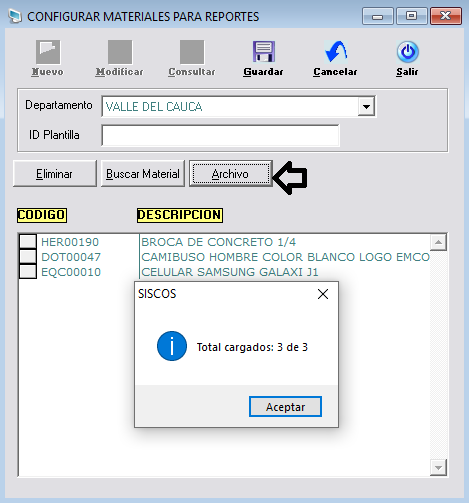 CONFIGURAR MATERIALES PARA REPORTES
Nuevo Modificar Consultar Guardar Cancelar Salir
Departamento VALLE DEL CAUCA
ID Plantilla
Eliminar Buscar Material Archivo
CODIGO DESCRIPCION
HER00190 BROCA DE CONCRETO 1/4
DOT00047 CAMIBUSO HOMBRE COLOR BLANCO LOGO EMCO
EQC00010 CELULAR SAMSUNG GALAXI J1
SISCOS
Total cargados: 3 de 3
Aceptar